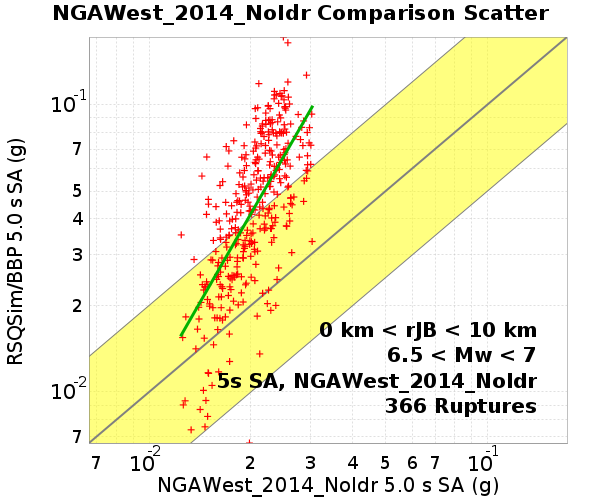 NGAWest_2014_NoIdr Comparison Scatter
RSQSim/BBP 5.0 s SA (g)
10-1
7
5
4
3
2
10-2
7
0 km < rJB < 10 km
6.5 < Mw < 7
5s SA, NGAWest_2014_NoIdr
366 Ruptures
7 10-2 2 3 4 5 6 7 10-1
NGAWest_2014_NoIdr 5.0 s SA (g)